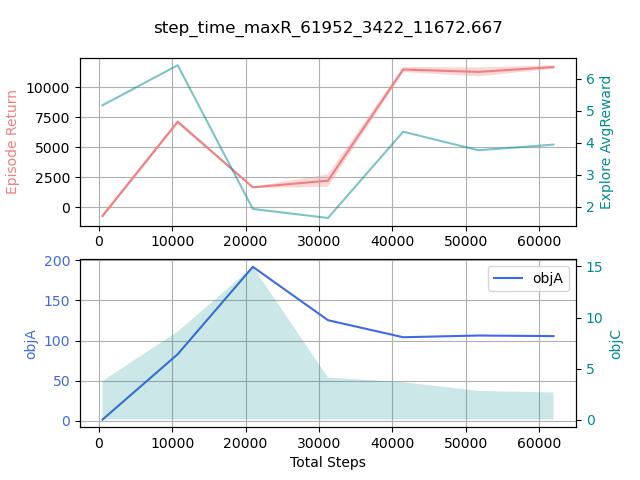 step_time_maxR_61952_3422_11672.667
Episode Return
10000
7500
5000
2500
0
6
5
4
3
2
Explore AvgReward
0 10000 20000 30000 40000 50000 60000
objA
200
150
100
50
0
objA
15
10
5
0
objC
0 10000 20000 30000 40000 50000 60000
Total Steps